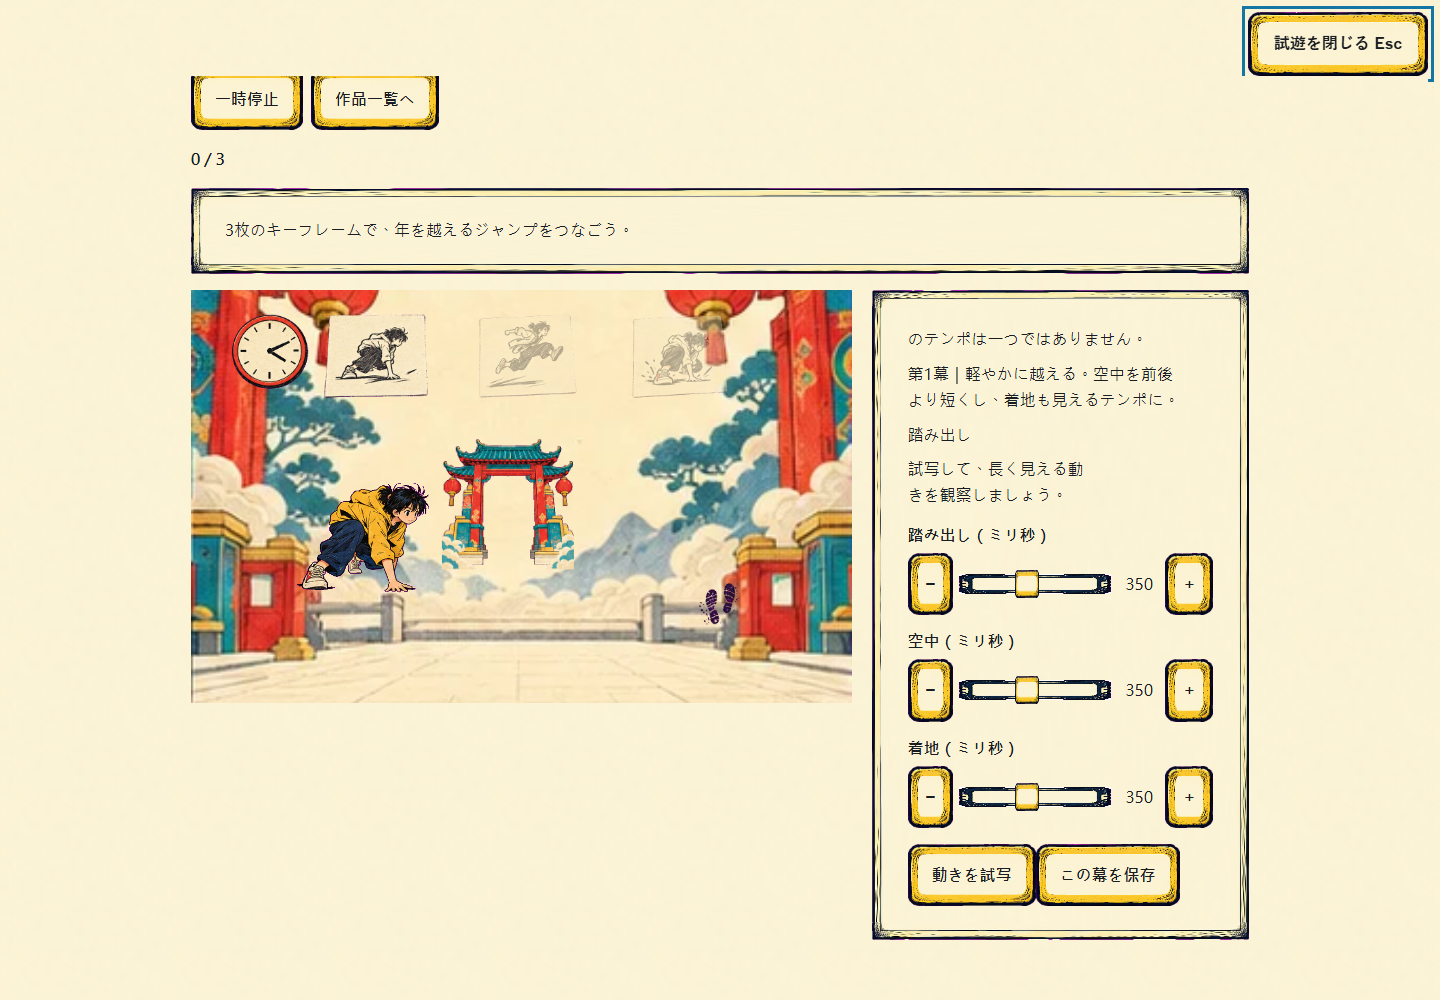 試遊を閉じる Esc
一時停止
作品一覧へ
0 / 3
3枚のキーフレームで、年を越えるジャンプをつなごう。
のテンポは一つではありません。
第1幕｜軽やかに越える。空中を前後
より短くし、着地も見えるテンポに。
踏み出し
試写して、長く見える動
きを観察しましょう。
踏み出し（ミリ秒）
− 350 +
空中（ミリ秒）
− 350 +
着地（ミリ秒）
− 350 +
動きを試写
この幕を保存